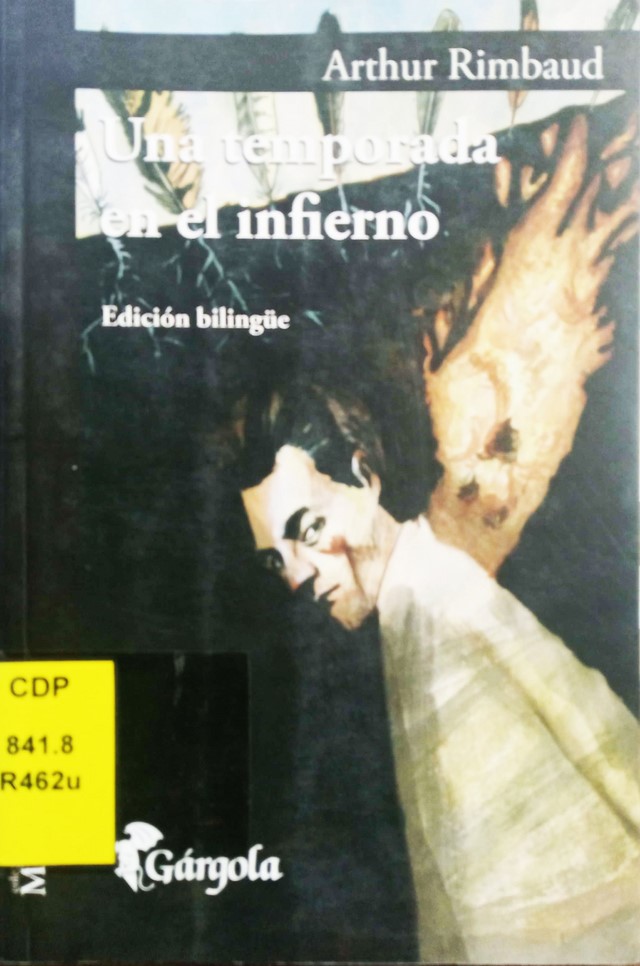 Arthur Rimbaud
Una temporada
en el infierno
Edición bilingüe
CDP
841.8
R462u
Gárgola